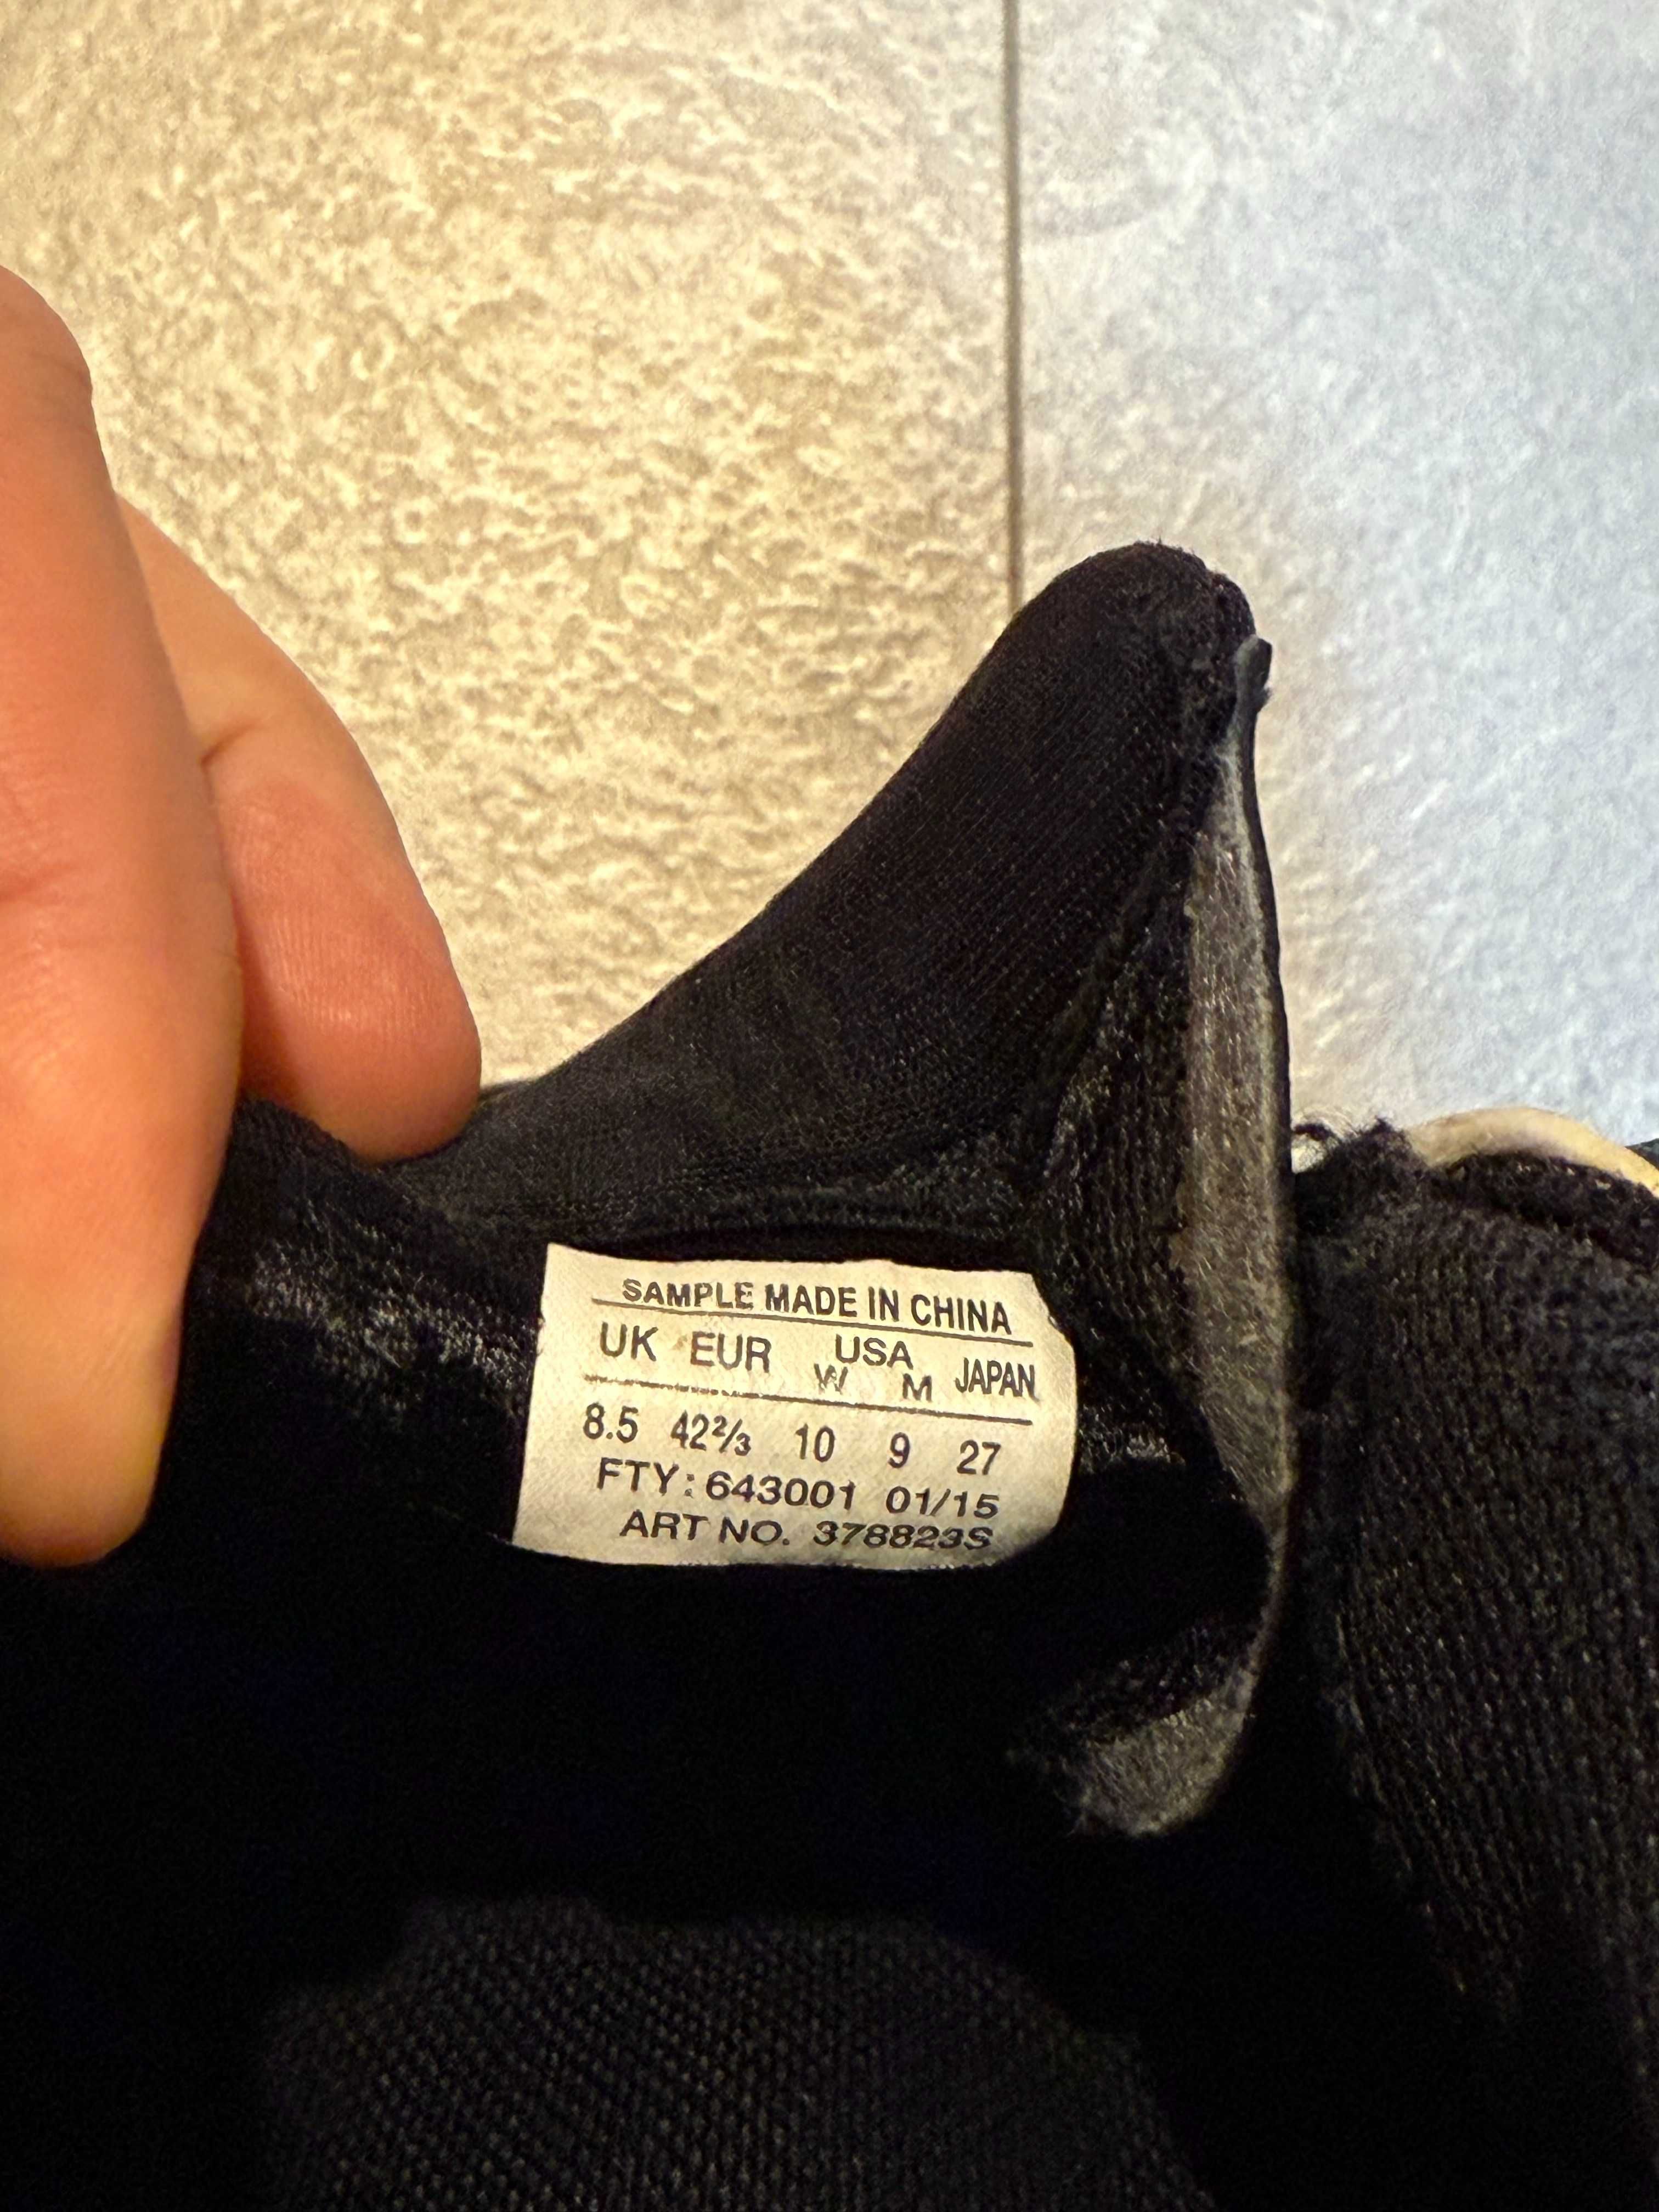 SAMPLE MADE IN CHINA
UK EUR USA JAPAN
W M
8.5 42⅔ 10 9 27
FTY: 643001 01/15
ART NO. 378823S